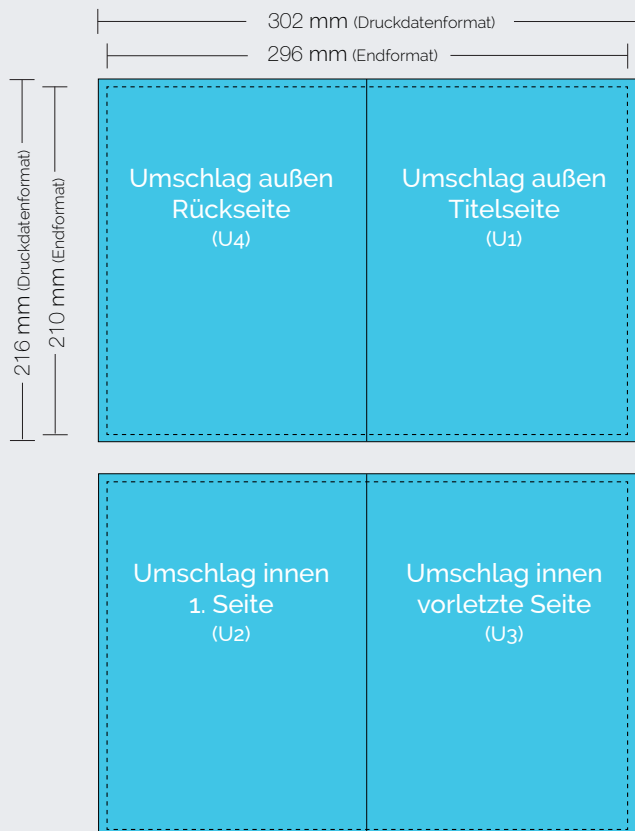 302 mm (Druckdatenformat)
296 mm (Endformat)
216 mm (Druckdatenformat)
210 mm (Endformat)
Umschlag außen
Rückseite
(U4)
Umschlag außen
Titelseite
(U1)
Umschlag innen
1. Seite
(U2)
Umschlag innen
vorletzte Seite
(U3)